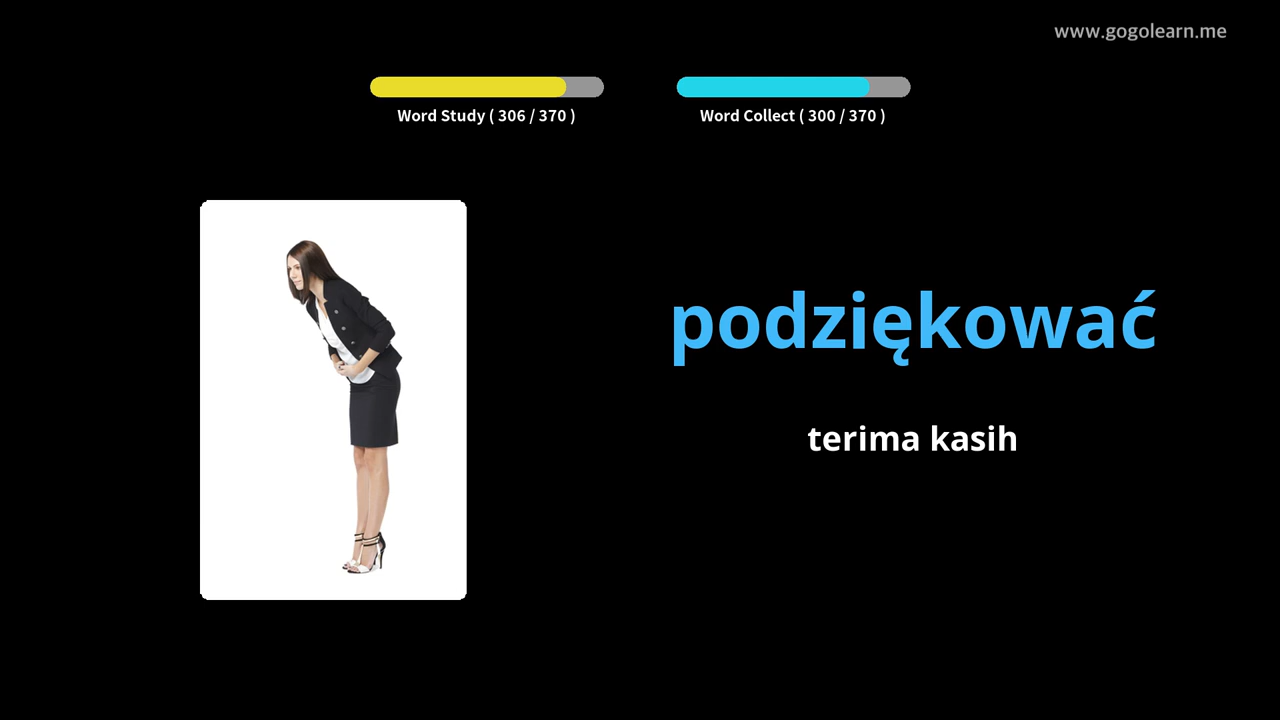 www.gogolearn.me
Word Study ( 306 / 370 )
Word Collect ( 300 / 370 )
podziękować
terima kasih